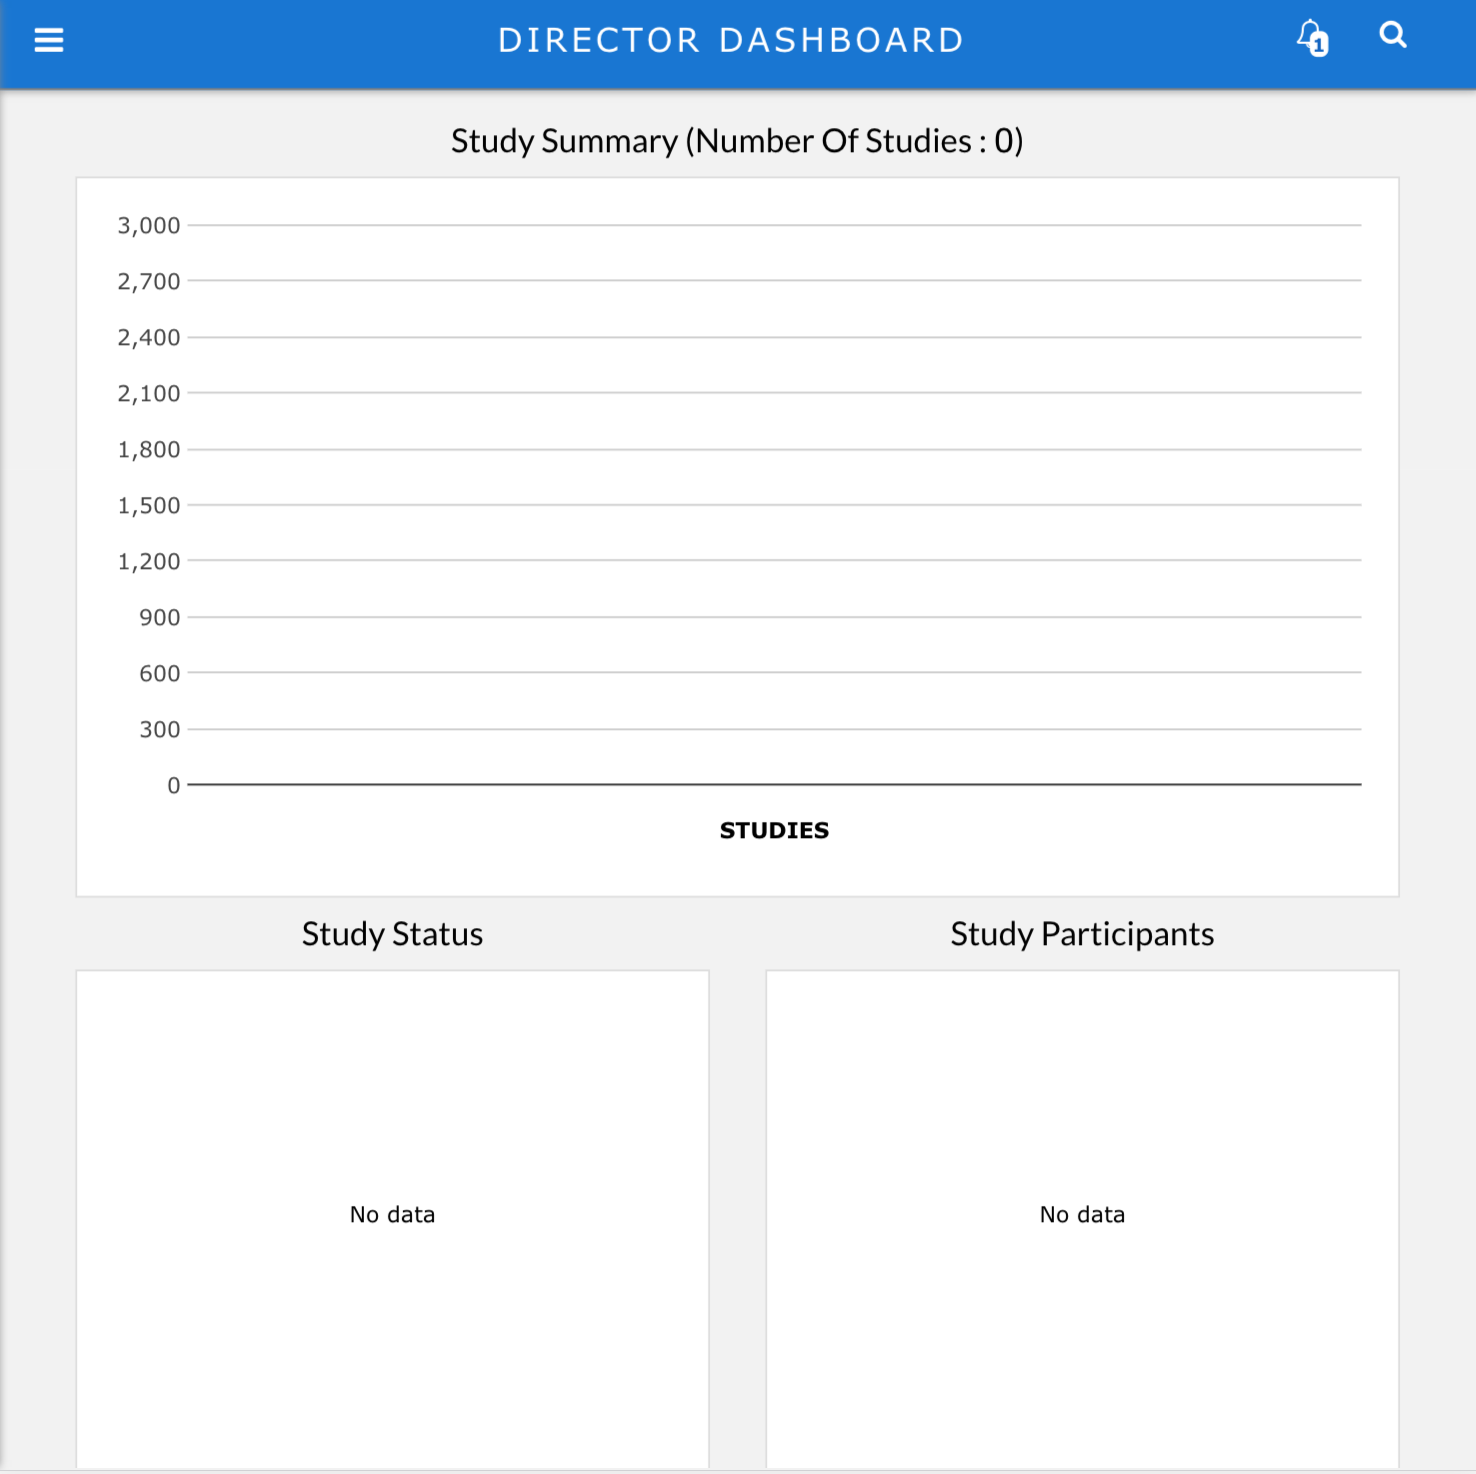 DIRECTOR DASHBOARD
1
Study Summary (Number Of Studies : 0)
3,000
2,700
2,400
2,100
1,800
1,500
1,200
900
600
300
0
STUDIES
Study Status
Study Participants
No data
No data